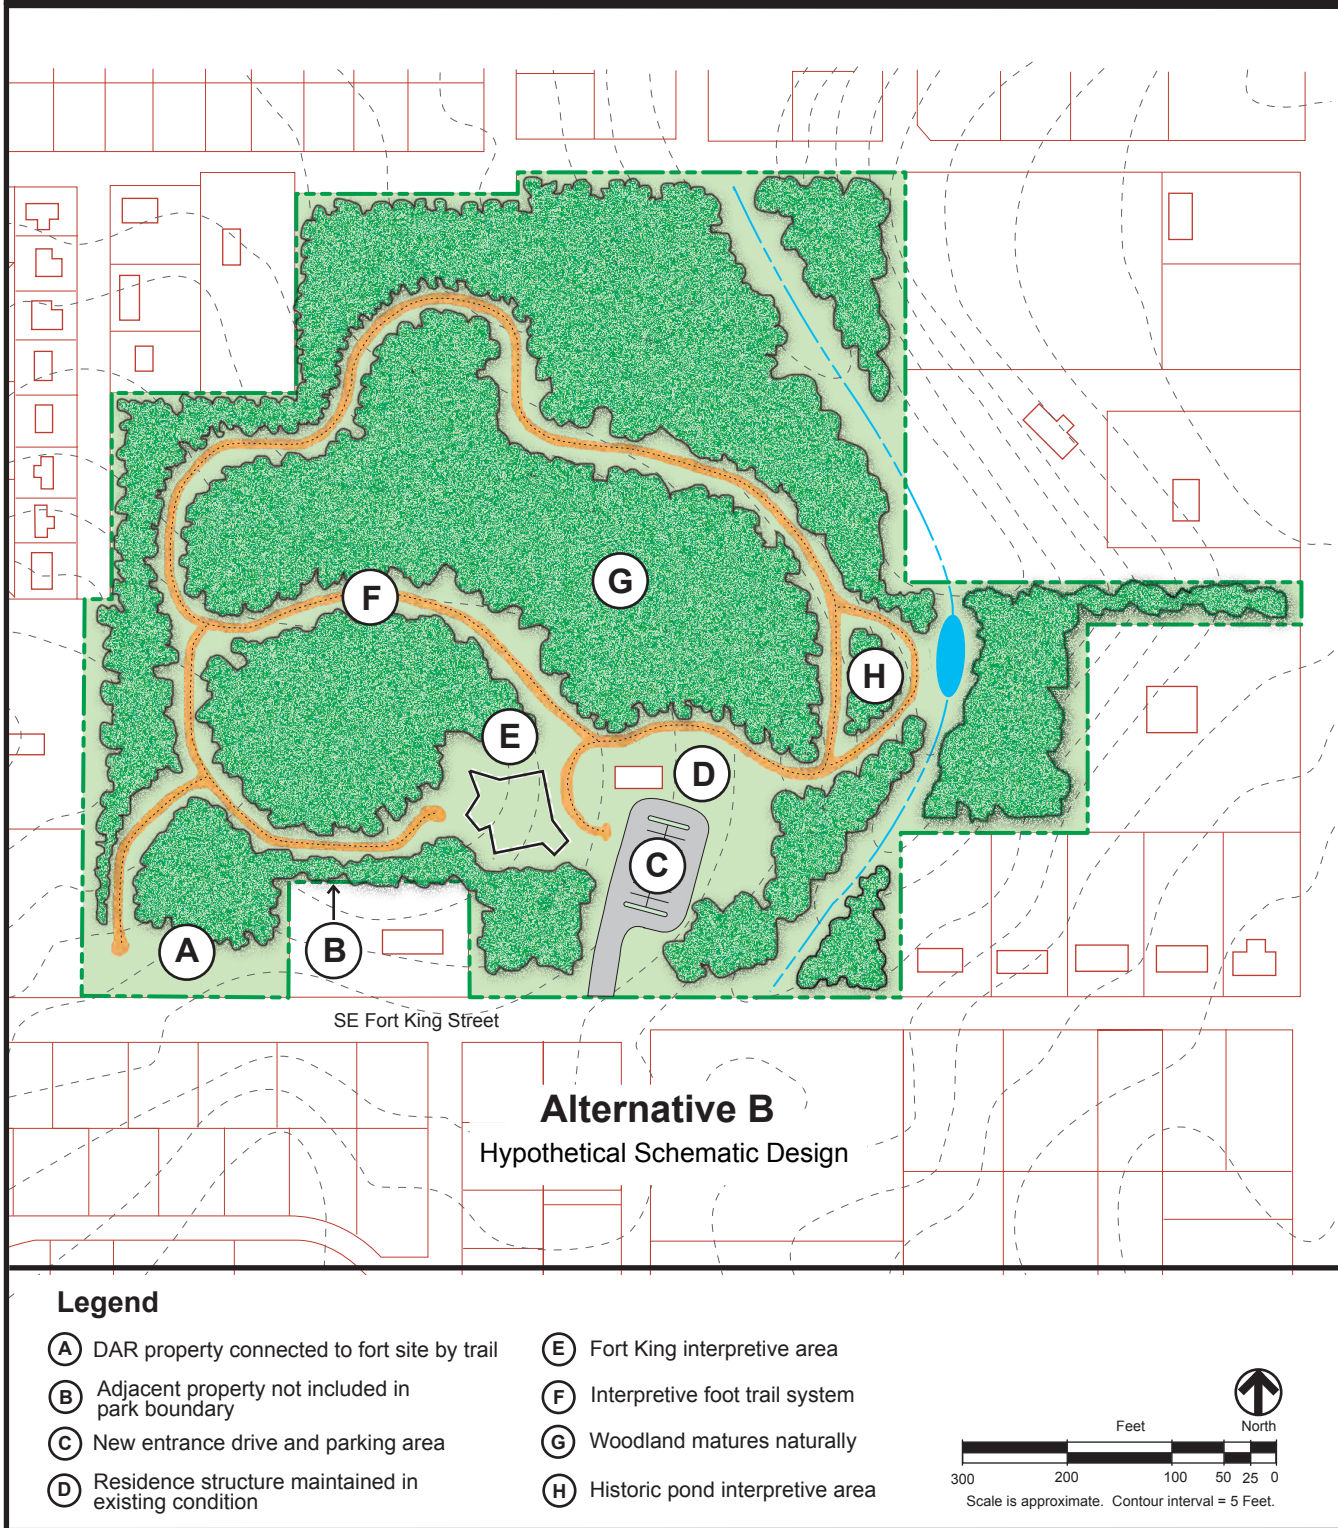 F
G
H
E
D
C
A
B
SE Fort King Street
Alternative B
Hypothetical Schematic Design
Legend
A DAR property connected to fort site by trail
B Adjacent property not included in
park boundary
C New entrance drive and parking area
D Residence structure maintained in
existing condition
E Fort King interpretive area
F Interpretive foot trail system
G Woodland matures naturally
H Historic pond interpretive area
Feet
North
300 200 100 50 25 0
Scale is approximate. Contour interval = 5 Feet.